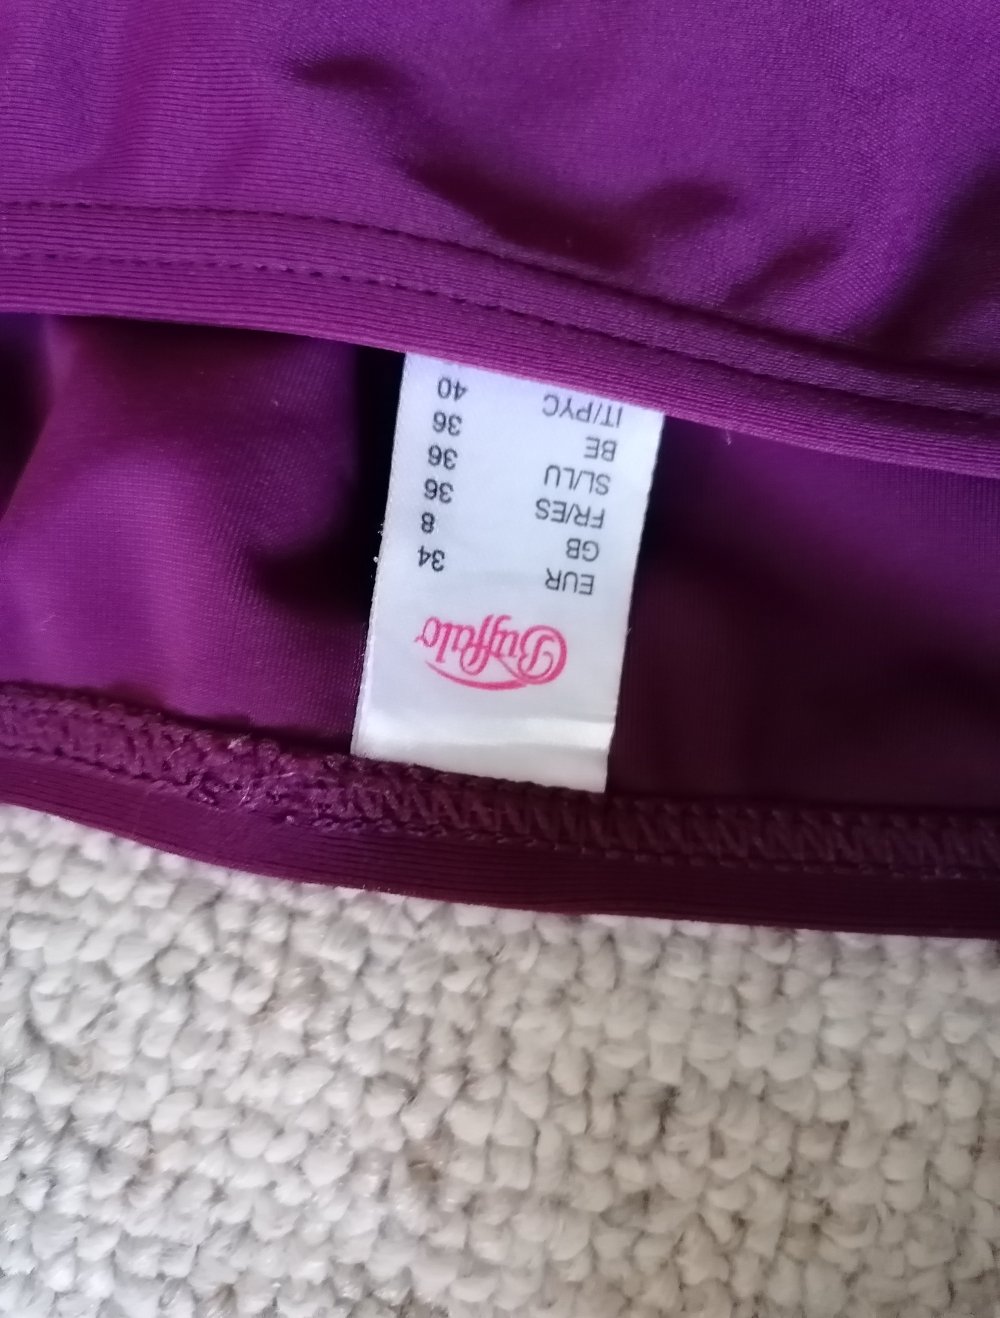 Buffalo
EUR 34
GB 8
FR/ES 36
SL/LU 36
BE 36
IT/PYC 40